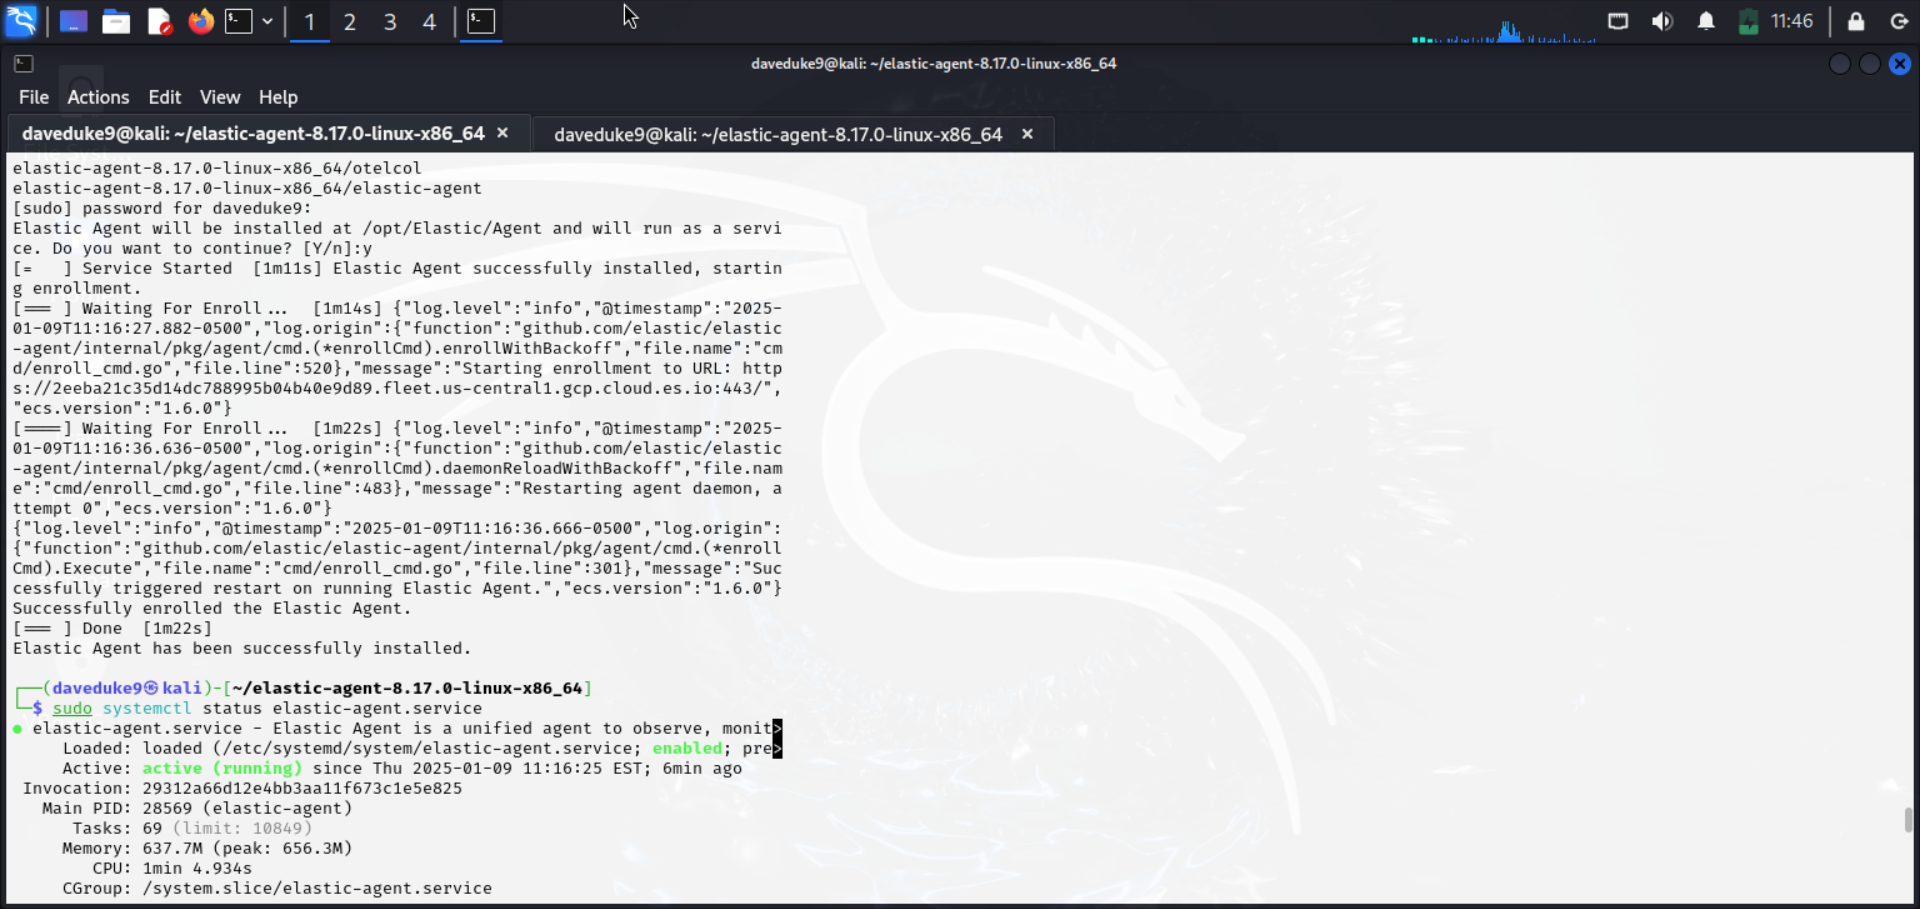 1 2 3 4
11:46
daveduke9@kali: ~/elastic-agent-8.17.0-linux-x86_64
File Actions Edit View Help
daveduke9@kali: ~/elastic-agent-8.17.0-linux-x86_64 ×
daveduke9@kali: ~/elastic-agent-8.17.0-linux-x86_64 ×
elastic-agent-8.17.0-linux-x86_64/otelcol
elastic-agent-8.17.0-linux-x86_64/elastic-agent
[sudo] password for daveduke9:
Elastic Agent will be installed at /opt/Elastic/Agent and will run as a servi
ce. Do you want to continue? [Y/n]:y
[=   ] Service Started  [1m11s] Elastic Agent successfully installed, startin
g enrollment.
[=== ] Waiting For Enroll...  [1m14s] {"log.level":"info","@timestamp":"2025-
01-09T11:16:27.882-0500","log.origin":{"function":"github.com/elastic/elastic
-agent/internal/pkg/agent/cmd.(*enrollCmd).enrollWithBackoff","file.name":"cm
d/enroll_cmd.go","file.line":520},"message":"Starting enrollment to URL: http
s://2eeba21c35d14dc788995b04b40e9d89.fleet.us-central1.gcp.cloud.es.io:443/",
"ecs.version":"1.6.0"}
[====] Waiting For Enroll...  [1m22s] {"log.level":"info","@timestamp":"2025-
01-09T11:16:36.636-0500","log.origin":{"function":"github.com/elastic/elastic
-agent/internal/pkg/agent/cmd.(*enrollCmd).daemonReloadWithBackoff","file.nam
e":"cmd/enroll_cmd.go","file.line":483},"message":"Restarting agent daemon, a
ttempt 0","ecs.version":"1.6.0"}
{"log.level":"info","@timestamp":"2025-01-09T11:16:36.666-0500","log.origin":
{"function":"github.com/elastic/elastic-agent/internal/pkg/agent/cmd.(*enroll
Cmd).Execute","file.name":"cmd/enroll_cmd.go","file.line":301},"message":"Suc
cessfully triggered restart on running Elastic Agent.","ecs.version":"1.6.0"}
Successfully enrolled the Elastic Agent.
[=== ] Done  [1m22s]
Elastic Agent has been successfully installed.
┌──(daveduke9㉿kali)-[~/elastic-agent-8.17.0-linux-x86_64]
└─$ sudo systemctl status elastic-agent.service
● elastic-agent.service - Elastic Agent is a unified agent to observe, monit>
Loaded: loaded (/etc/systemd/system/elastic-agent.service; enabled; pre>
Active: active (running) since Thu 2025-01-09 11:16:25 EST; 6min ago
Invocation: 29312a66d12e4bb3aa11f673c1e5e825
Main PID: 28569 (elastic-agent)
Tasks: 69 (limit: 10849)
Memory: 637.7M (peak: 656.3M)
CPU: 1min 4.934s
CGroup: /system.slice/elastic-agent.service